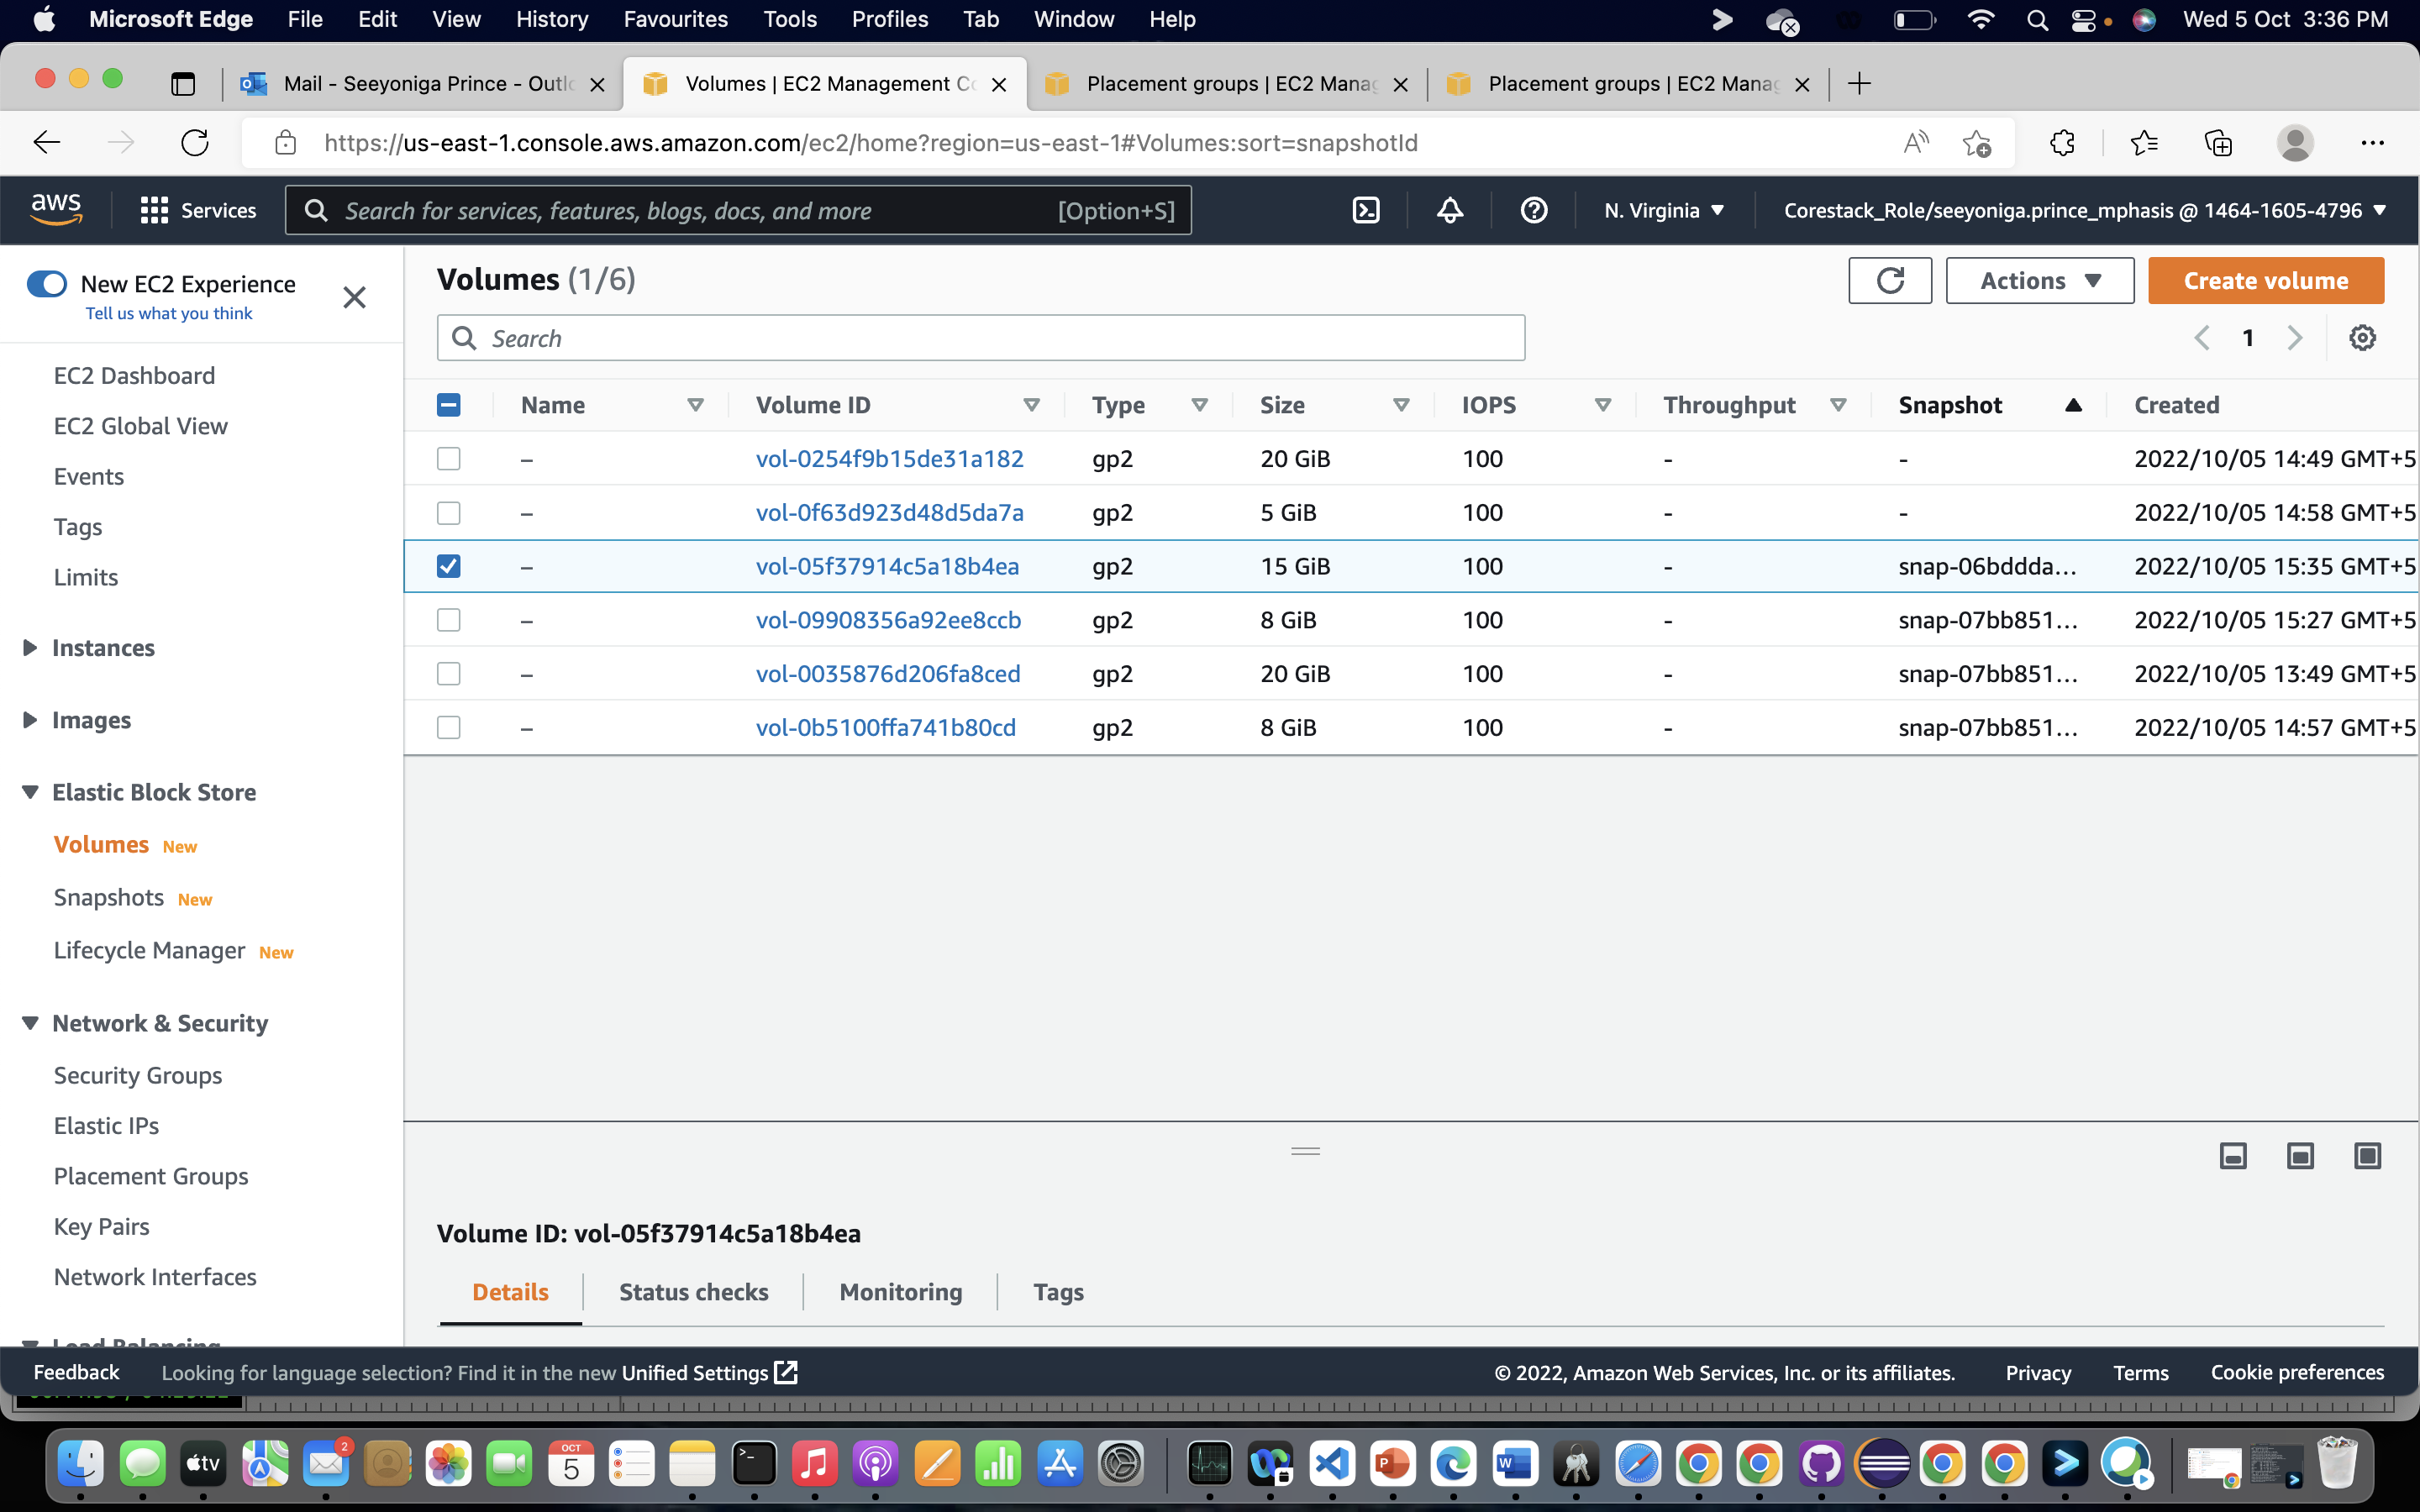 Microsoft Edge File Edit View History Favourites Tools Profiles Tab Window Help Wed 5 Oct 3:36 PM
Mail - Seeyoniga Prince - Outlo Volumes | EC2 Management Co Placement groups | EC2 Manag Placement groups | EC2 Manag
https://us-east-1.console.aws.amazon.com/ec2/home?region=us-east-1#Volumes:sort=snapshotId
aws Services Search for services, features, blogs, docs, and more [Option+S] N. Virginia Corestack_Role/seeyoniga.prince_mphasis @ 1464-1605-4796
New EC2 Experience
Tell us what you think
EC2 Dashboard
EC2 Global View
Events
Tags
Limits
Instances
Images
Elastic Block Store
Volumes New
Snapshots New
Lifecycle Manager New
Network & Security
Security Groups
Elastic IPs
Placement Groups
Key Pairs
Network Interfaces
Load Balancing
Volumes (1/6) Actions Create volume
Search 1
Name Volume ID Type Size IOPS Throughput Snapshot Created
– vol-0254f9b15de31a182 gp2 20 GiB 100 - - 2022/10/05 14:49 GMT+5
– vol-0f63d923d48d5da7a gp2 5 GiB 100 - - 2022/10/05 14:58 GMT+5
– vol-05f37914c5a18b4ea gp2 15 GiB 100 - snap-06bddda... 2022/10/05 15:35 GMT+5
– vol-09908356a92ee8ccb gp2 8 GiB 100 - snap-07bb851... 2022/10/05 15:27 GMT+5
– vol-0035876d206fa8ced gp2 20 GiB 100 - snap-07bb851... 2022/10/05 13:49 GMT+5
– vol-0b5100ffa741b80cd gp2 8 GiB 100 - snap-07bb851... 2022/10/05 14:57 GMT+5
Volume ID: vol-05f37914c5a18b4ea
Details Status checks Monitoring Tags
Feedback Looking for language selection? Find it in the new Unified Settings © 2022, Amazon Web Services, Inc. or its affiliates. Privacy Terms Cookie preferences
tv 2 OCT 5